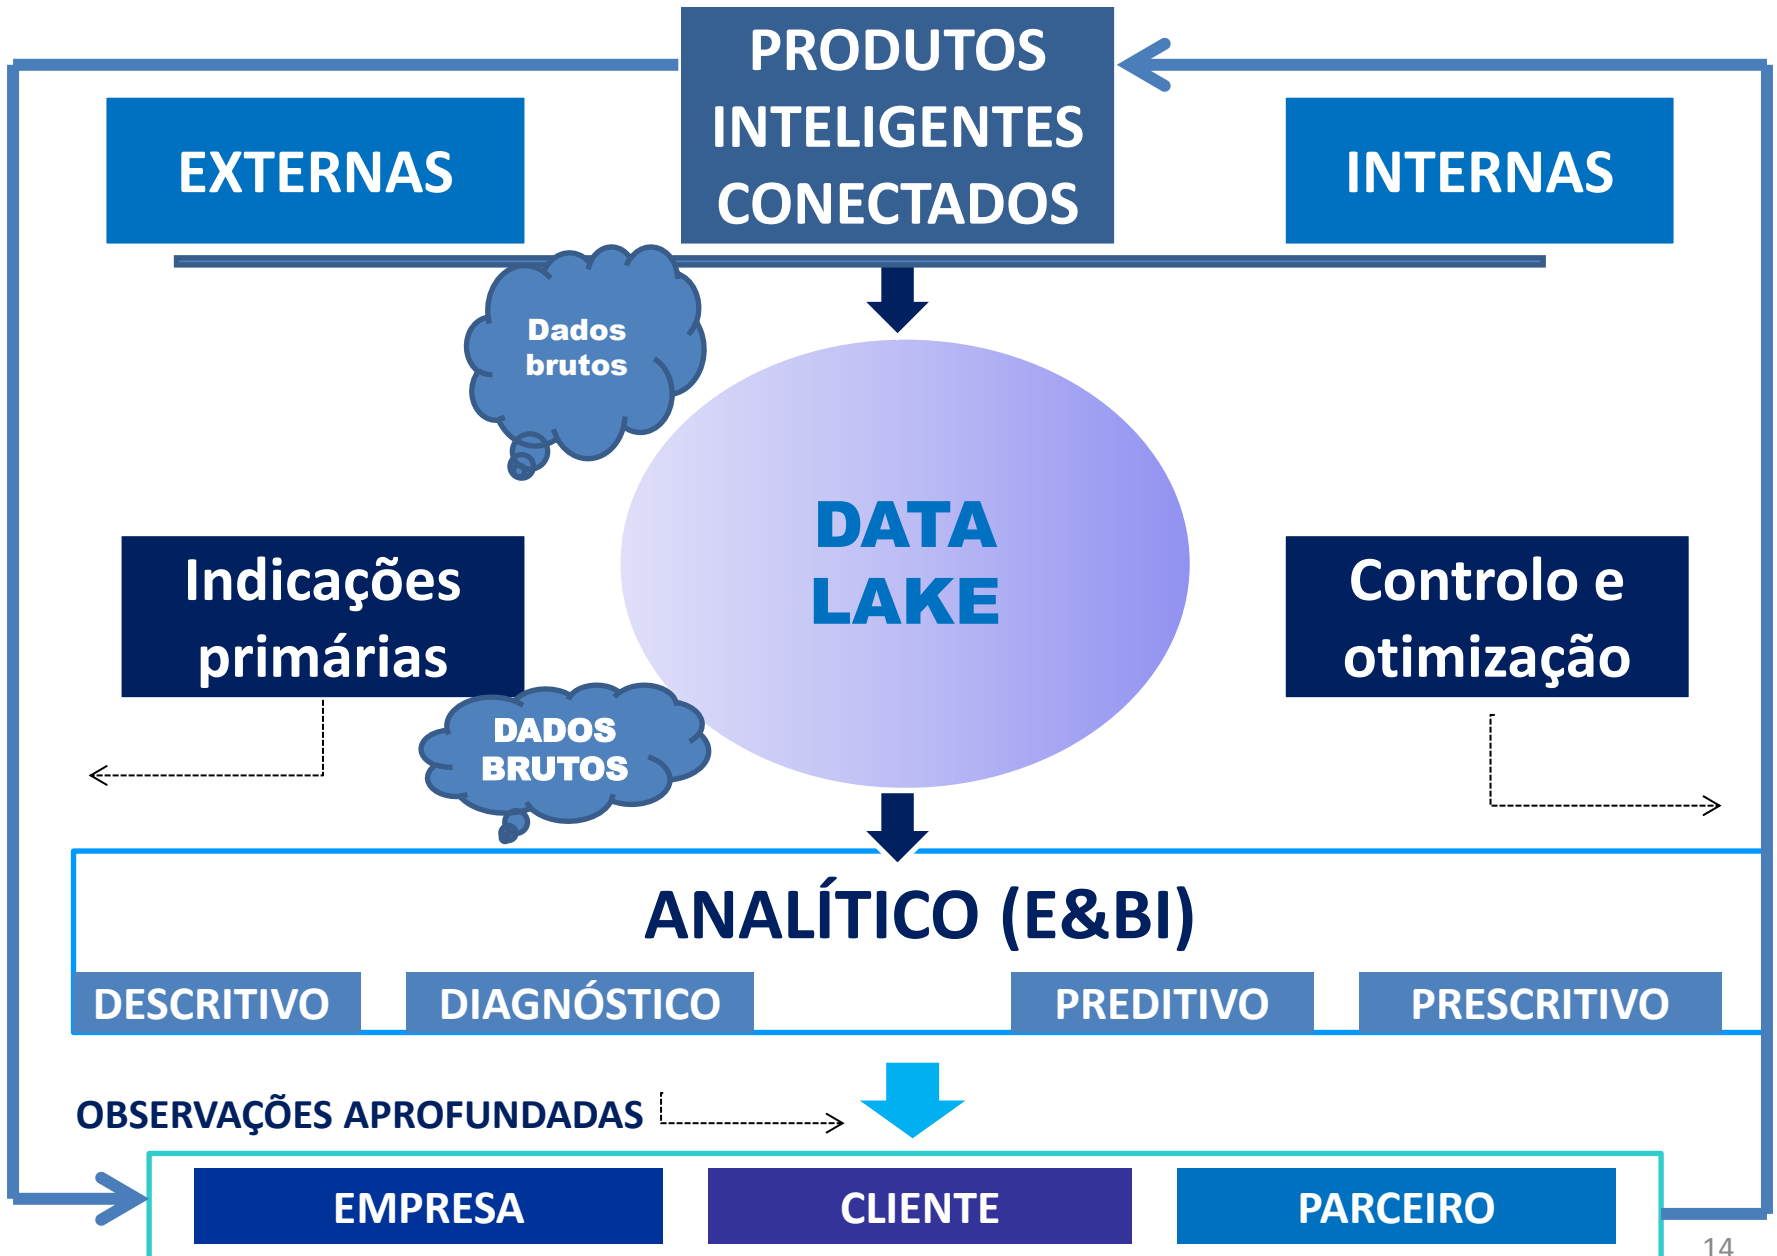 PRODUTOS
INTELIGENTES
CONECTADOS
EXTERNAS
INTERNAS
Dados
brutos
DATA
LAKE
Indicações
primárias
Controlo e
otimização
DADOS
BRUTOS
ANALÍTICO (E&BI)
DESCRITIVO
DIAGNÓSTICO
PREDITIVO
PRESCRITIVO
OBSERVAÇÕES APROFUNDADAS
EMPRESA
CLIENTE
PARCEIRO
14